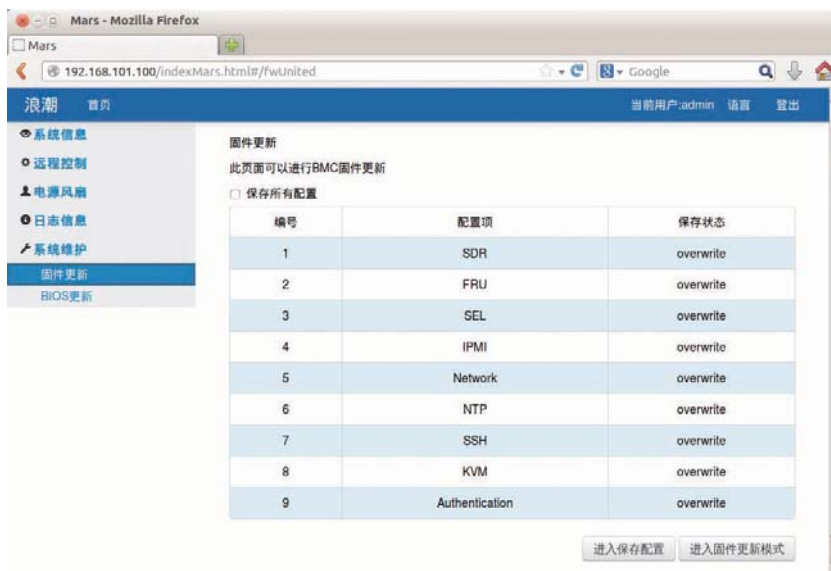 Mars - Mozilla Firefox
Mars
192.168.101.100/indexMars.html#/fwUnited
Google
浪潮 首页 当前用户:admin 语言 登出
系统信息
远程控制
电源风扇
日志信息
系统维护
固件更新
BIOS更新
固件更新
此页面可以进行BMC固件更新
保存所有配置
编号 配置项 保存状态
1 SDR overwrite
2 FRU overwrite
3 SEL overwrite
4 IPMI overwrite
5 Network overwrite
6 NTP overwrite
7 SSH overwrite
8 KVM overwrite
9 Authentication overwrite
进入保存配置 进入固件更新模式